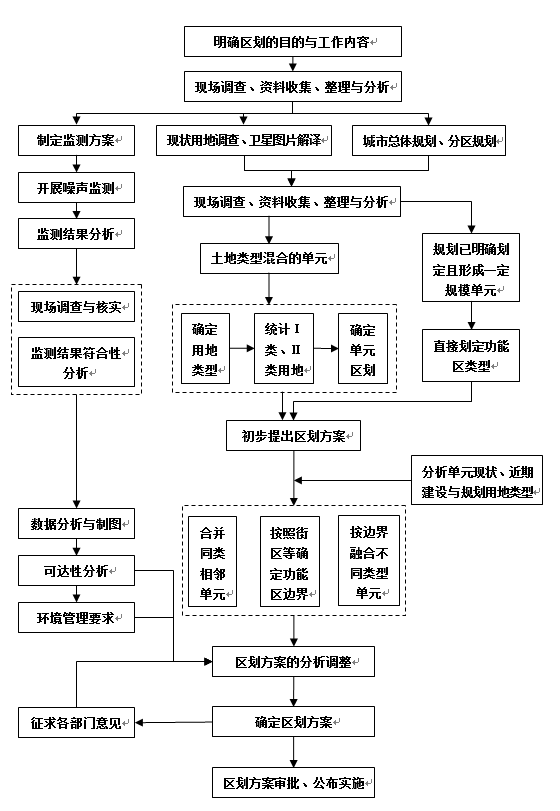 明确区划的目的与工作内容
现场调查、资料收集、整理与分析
制定监测方案
现状用地调查、卫星图片解译
城市总体规划、分区规划
开展噪声监测
现场调查、资料收集、整理与分析
监测结果分析
土地类型混合的单元
规划已明确划
定且形成一定
规模单元
现场调查与核实
监测结果符合性
分析
确定
用地
类型
统计Ⅰ
类、Ⅱ
类用地
确定
单元
区划
直接划定功能
区类型
初步提出区划方案
分析单元现状、近期
建设与规划用地类型
数据分析与制图
合并
同类
相邻
单元
按照街
区等确
定功能
区边界
按边界
融合不
同类型
单元
可达性分析
环境管理要求
区划方案的分析调整
征求各部门意见
确定区划方案
区划方案审批、公布实施